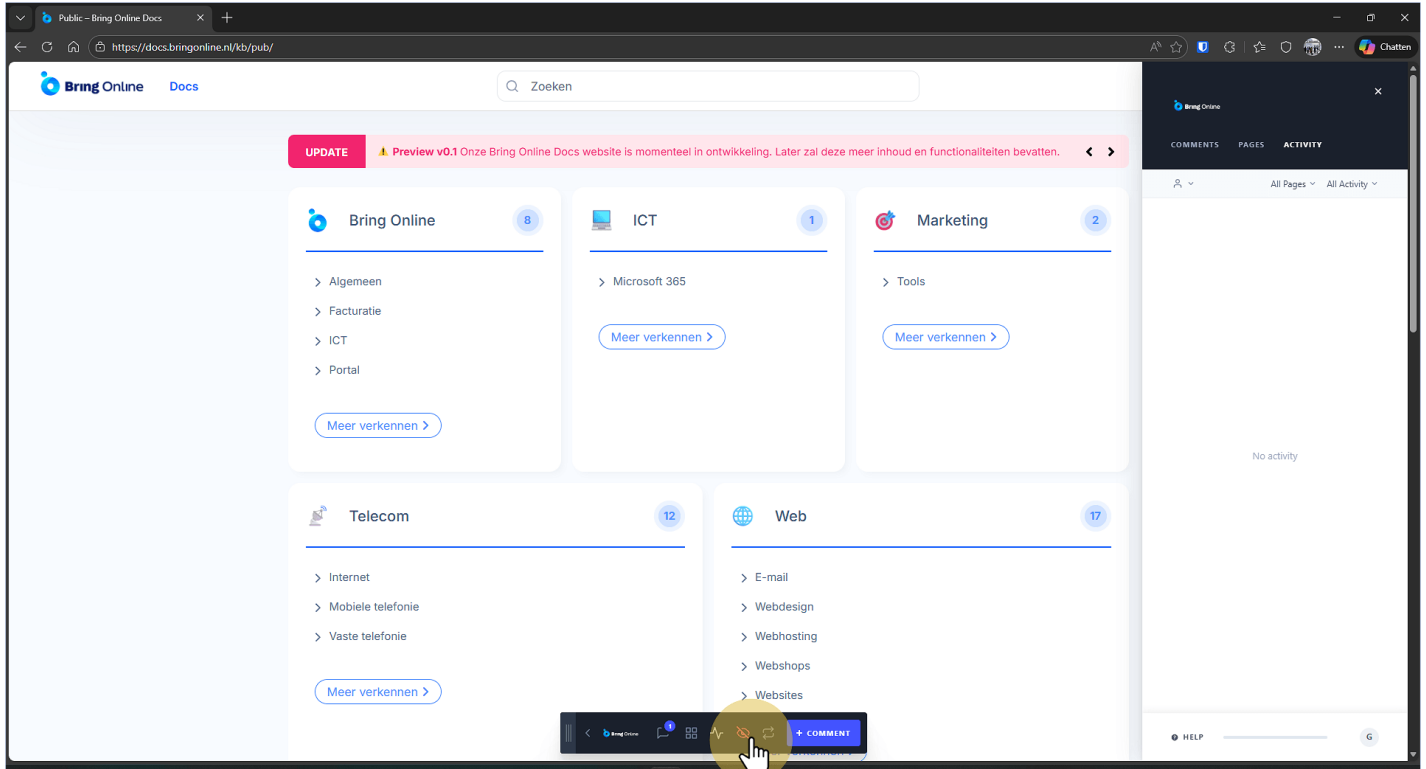 Public – Bring Online Docs
https://docs.bringonline.nl/kb/pub/
Chatten
Bring Online
Docs
Zoeken
UPDATE
Preview v0.1 Onze Bring Online Docs website is momenteel in ontwikkeling. Later zal deze meer inhoud en functionaliteiten bevatten.
Bring Online
8
Algemeen
Facturatie
ICT
Portal
Meer verkennen
ICT
1
Microsoft 365
Meer verkennen
Marketing
2
Tools
Meer verkennen
Telecom
12
Internet
Mobiele telefonie
Vaste telefonie
Meer verkennen
Web
17
E-mail
Webdesign
Webhosting
Webshops
Websites
Bring Online
1
+ COMMENT
Bring Online
COMMENTS PAGES ACTIVITY
All Pages All Activity
No activity
HELP
G